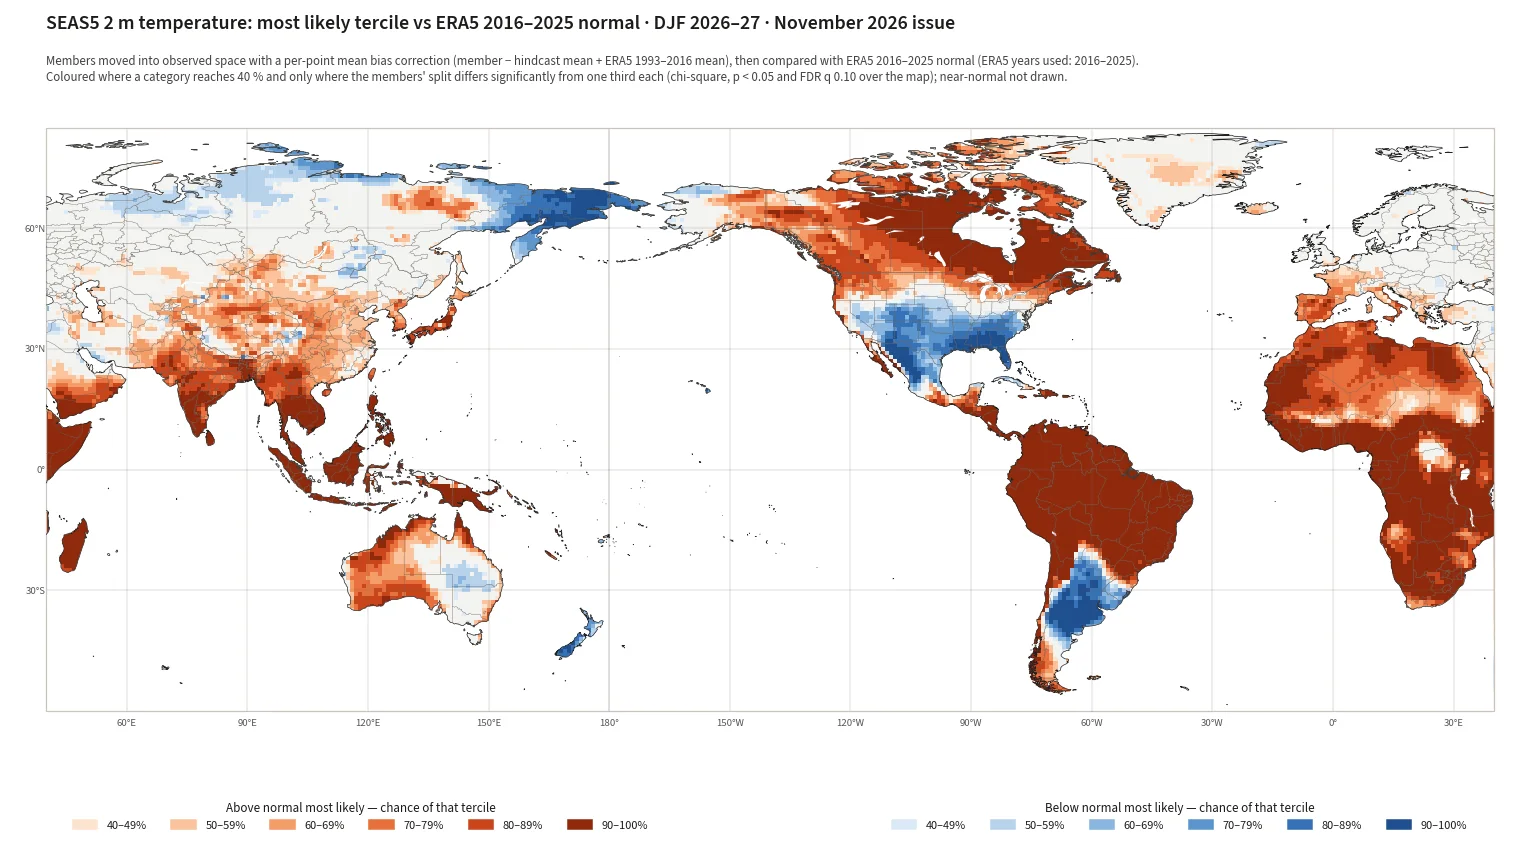 SEAS5 2 m temperature: most likely tercile vs ERA5 2016–2025 normal · DJF 2026–27 · November 2026 issue
Members moved into observed space with a per-point mean bias correction (member − hindcast mean + ERA5 1993–2016 mean), then compared with ERA5 2016–2025 normal (ERA5 years used: 2016–2025).
Coloured where a category reaches 40 % and only where the members' split differs significantly from one third each (chi-square, p < 0.05 and FDR q 0.10 over the map); near-normal not drawn.
60°N
30°N
0°
30°S
60°E 90°E 120°E 150°E 180° 150°W 120°W 90°W 60°W 30°W 0° 30°E
Above normal most likely — chance of that tercile
40–49% 50–59% 60–69% 70–79% 80–89% 90–100%
Below normal most likely — chance of that tercile
40–49% 50–59% 60–69% 70–79% 80–89% 90–100%